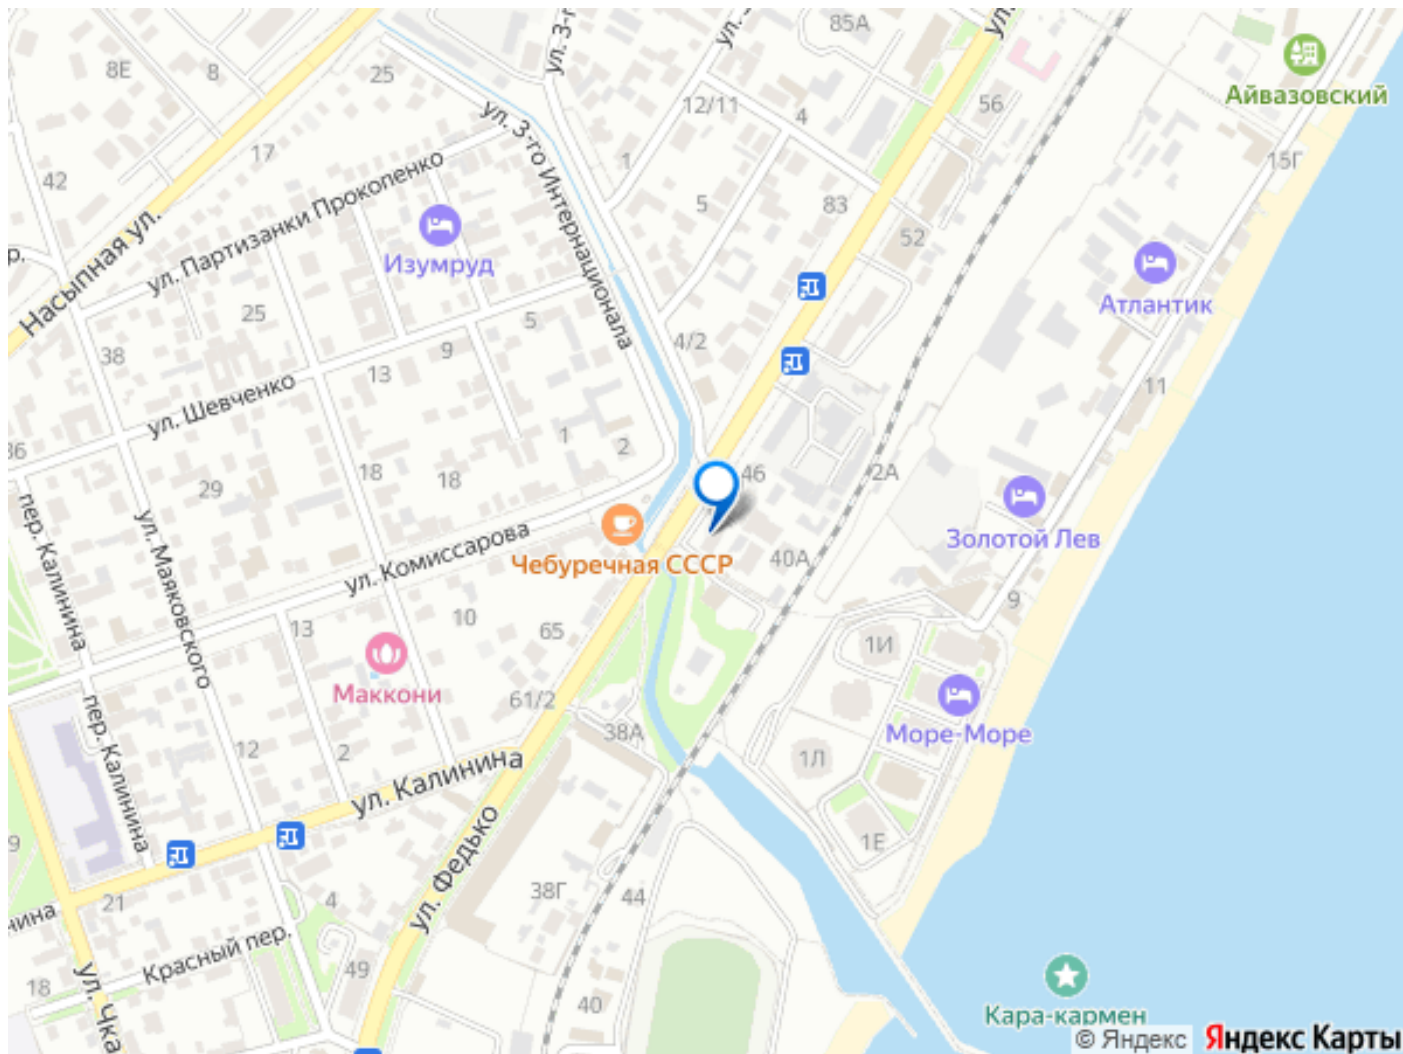 85А
8Е
8
25
12/11
4
56
Айвазовский
15Г
17
42
ул. 3-го Интернационала
1
ул. Партизанки Прокопенко
5
83
52
Насыпная ул.
Изумруд
Атлантик
25
5
4/2
38
9
13
11
ул. Шевченко
1
2
36
18
18
29
46
2А
Золотой Лев
пер. Калинина
ул. Маяковского
ул. Комиссарова
Чебуречная СССР
40А
9
13
10
65
1И
Маккони
61/2
38А
Море-Море
пер. Калинина
12
2
1Л
ул. Калинина
1Е
ул. Федько
9
21
4
38Г
44
Красный пер.
49
18
ул. Чка
40
Кара-кармен
© Яндекс Яндекс Карты